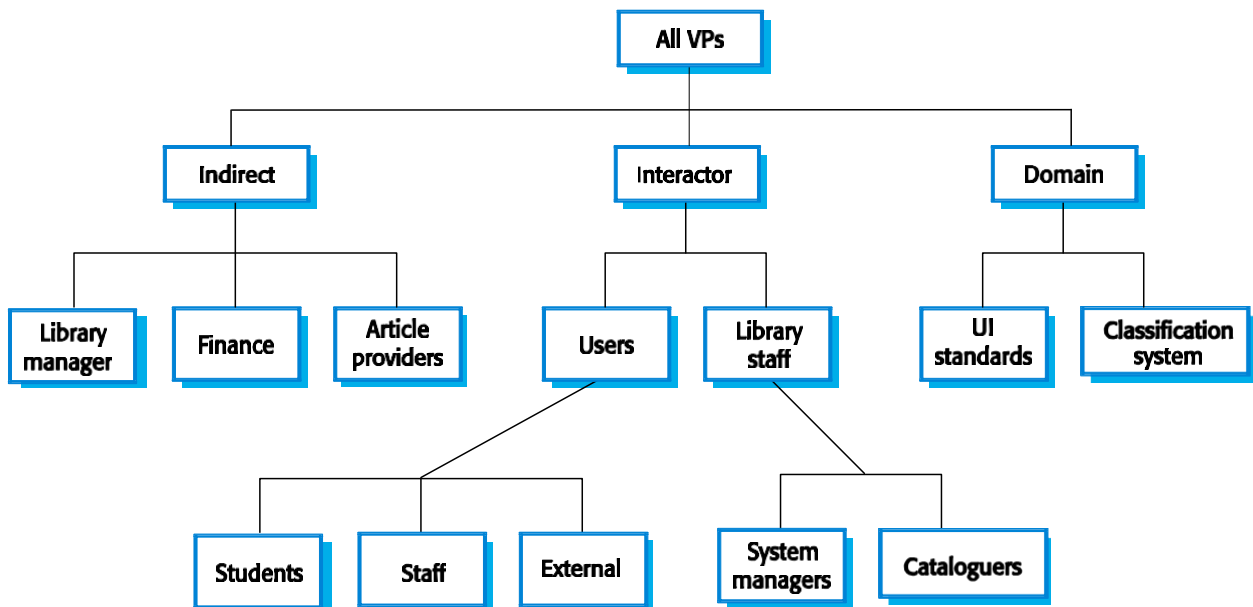 All VPs
Indirect
Interactor
Domain
Library
manager
Finance
Article
providers
Users
Library
staff
UI
standards
Classification
system
Students
Staff
External
System
managers
Cataloguers